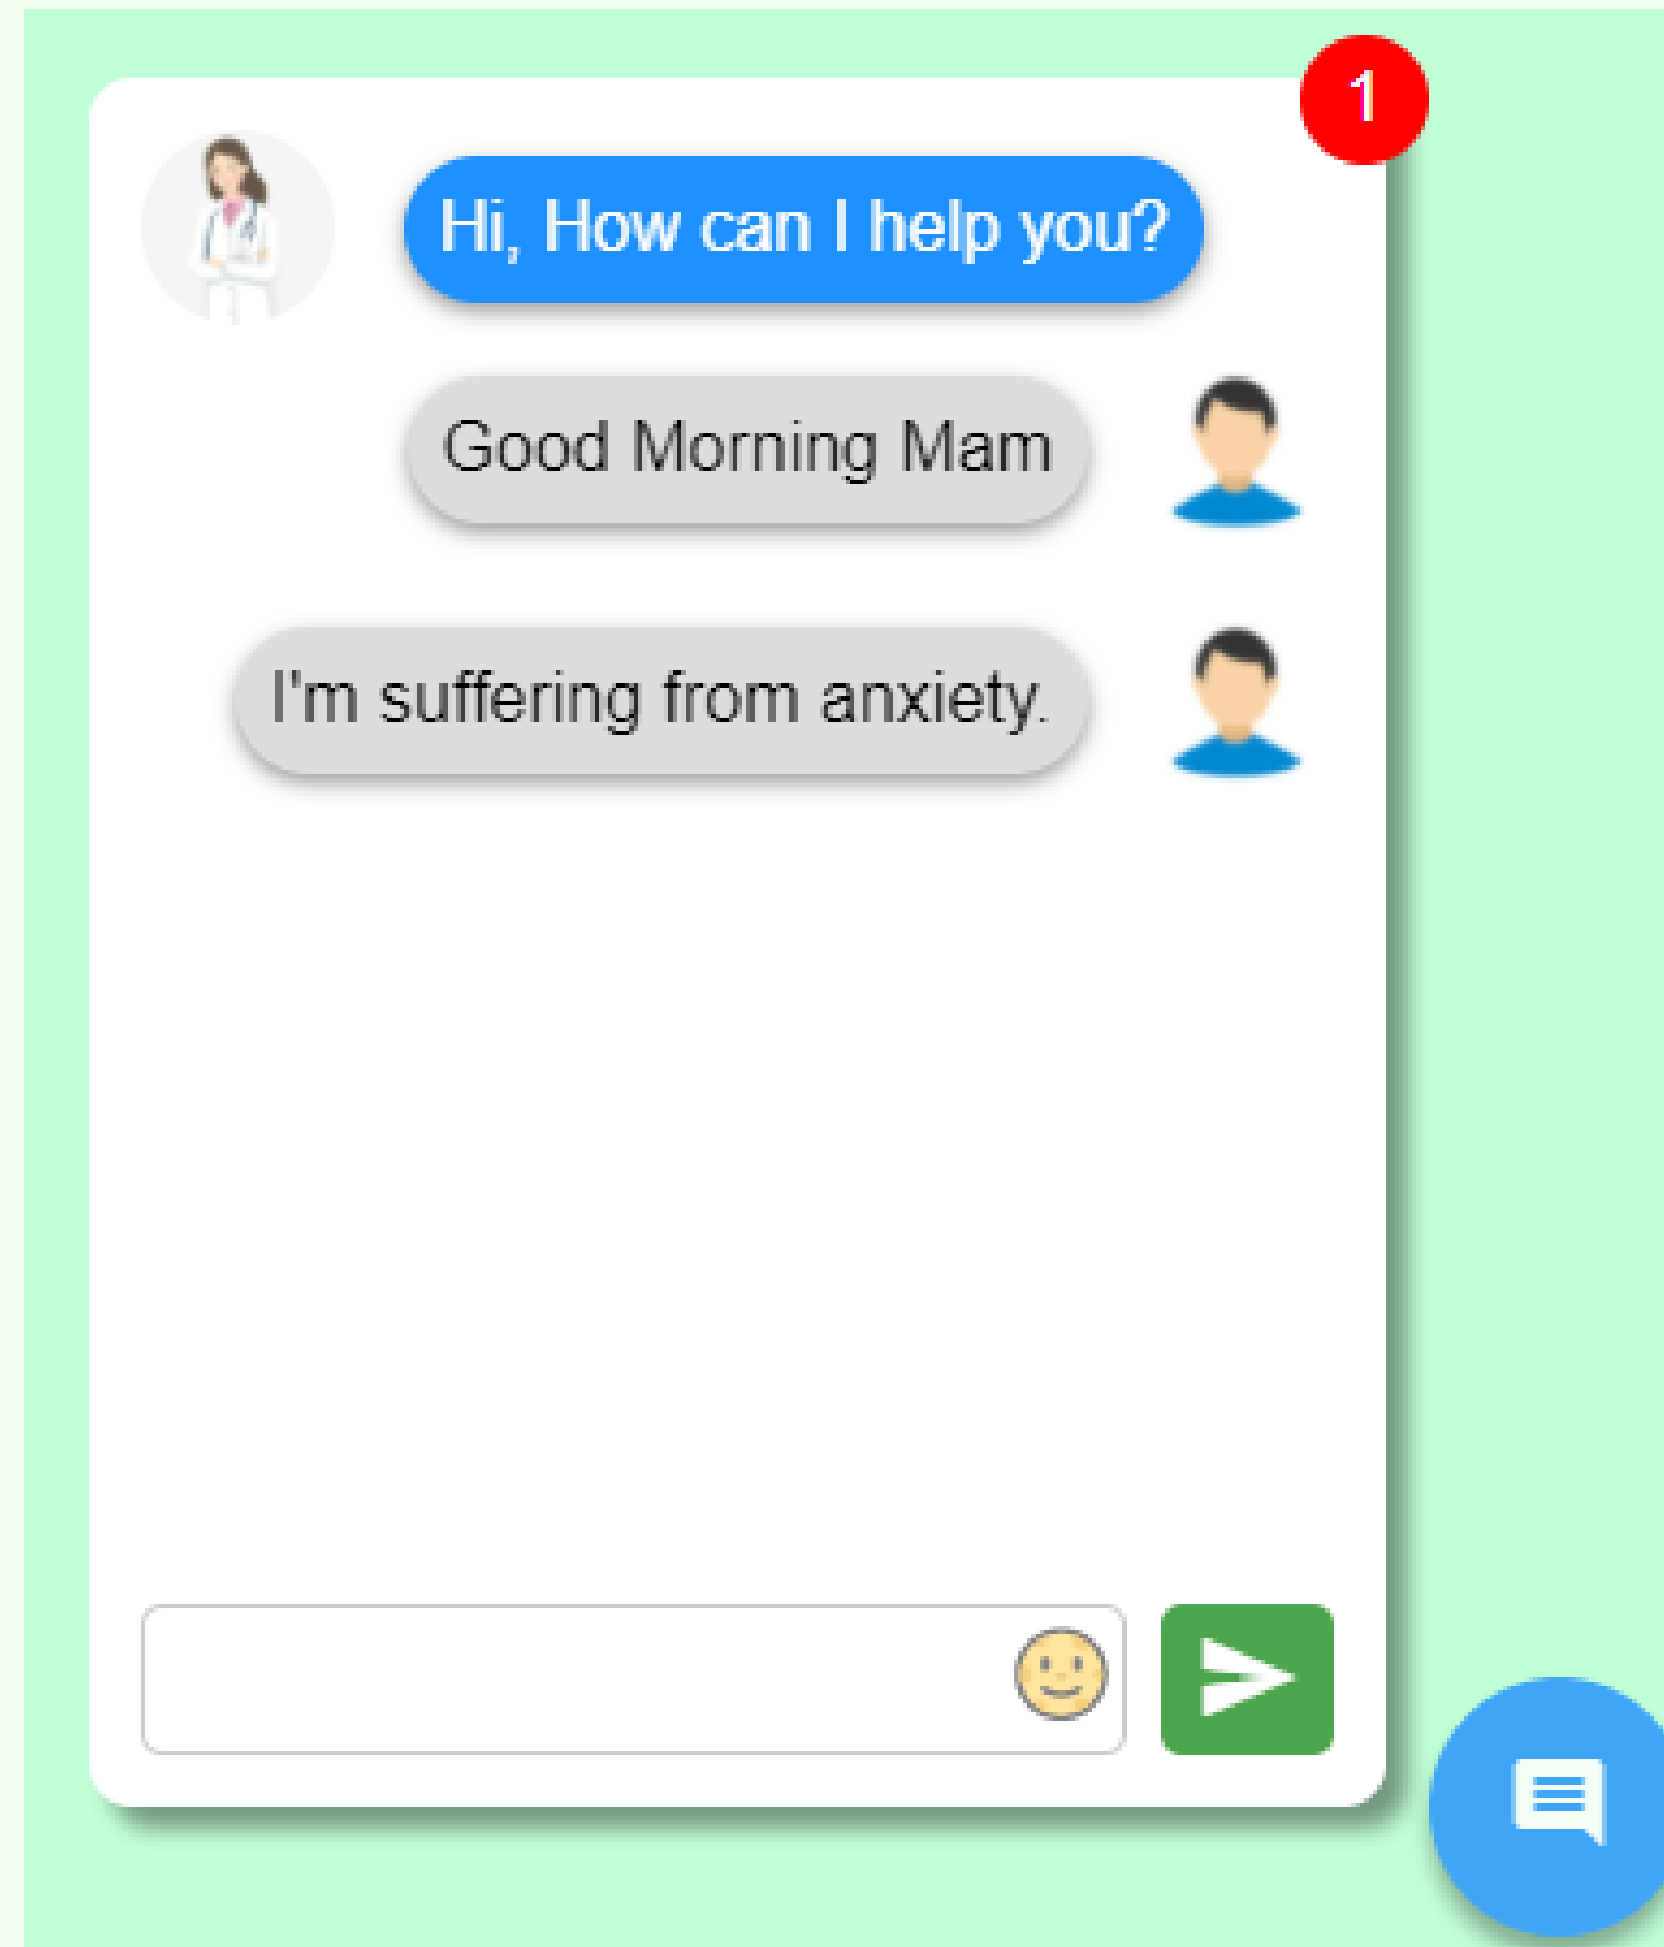 1
Hi, How can I help you?
Good Morning Mam
I'm suffering from anxiety.